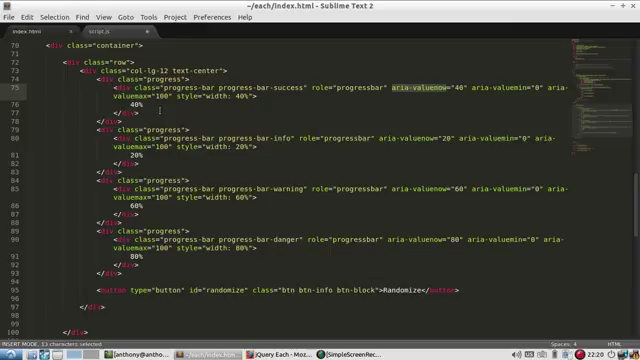 ~/each/index.html - Sublime Text 2
File Edit Selection Find View Goto Tools Project Preferences Help
index.html script.js
70 <div class="container">
71
72 <div class="row">
73 <div class="col-lg-12 text-center">
74 <div class="progress">
75 <div class="progress-bar progress-bar-success" role="progressbar" aria-valuenow="40" aria-valuemin="0" aria-
valuemax="100" style="width: 40%">
76 40%
77 </div>
78 </div>
79 <div class="progress">
80 <div class="progress-bar progress-bar-info" role="progressbar" aria-valuenow="20" aria-valuemin="0" aria-
valuemax="100" style="width: 20%">
81 20%
82 </div>
83 </div>
84 <div class="progress">
85 <div class="progress-bar progress-bar-warning" role="progressbar" aria-valuenow="60" aria-valuemin="0" aria-
valuemax="100" style="width: 60%">
86 60%
87 </div>
88 </div>
89 <div class="progress">
90 <div class="progress-bar progress-bar-danger" role="progressbar" aria-valuenow="80" aria-valuemin="0" aria-
valuemax="100" style="width: 80%">
91 80%
92 </div>
93 </div>
94
95 <button type="button" id="randomize" class="btn btn-info btn-block">Randomize</button>
96
97 </div>
98
99
100 </div>
INSERT MODE, 13 characters selected Spaces: 4 HTML
[anthony@antho... ~/each/index.html... jQuery Each - Mo... [SimpleScreenRec... 22:20